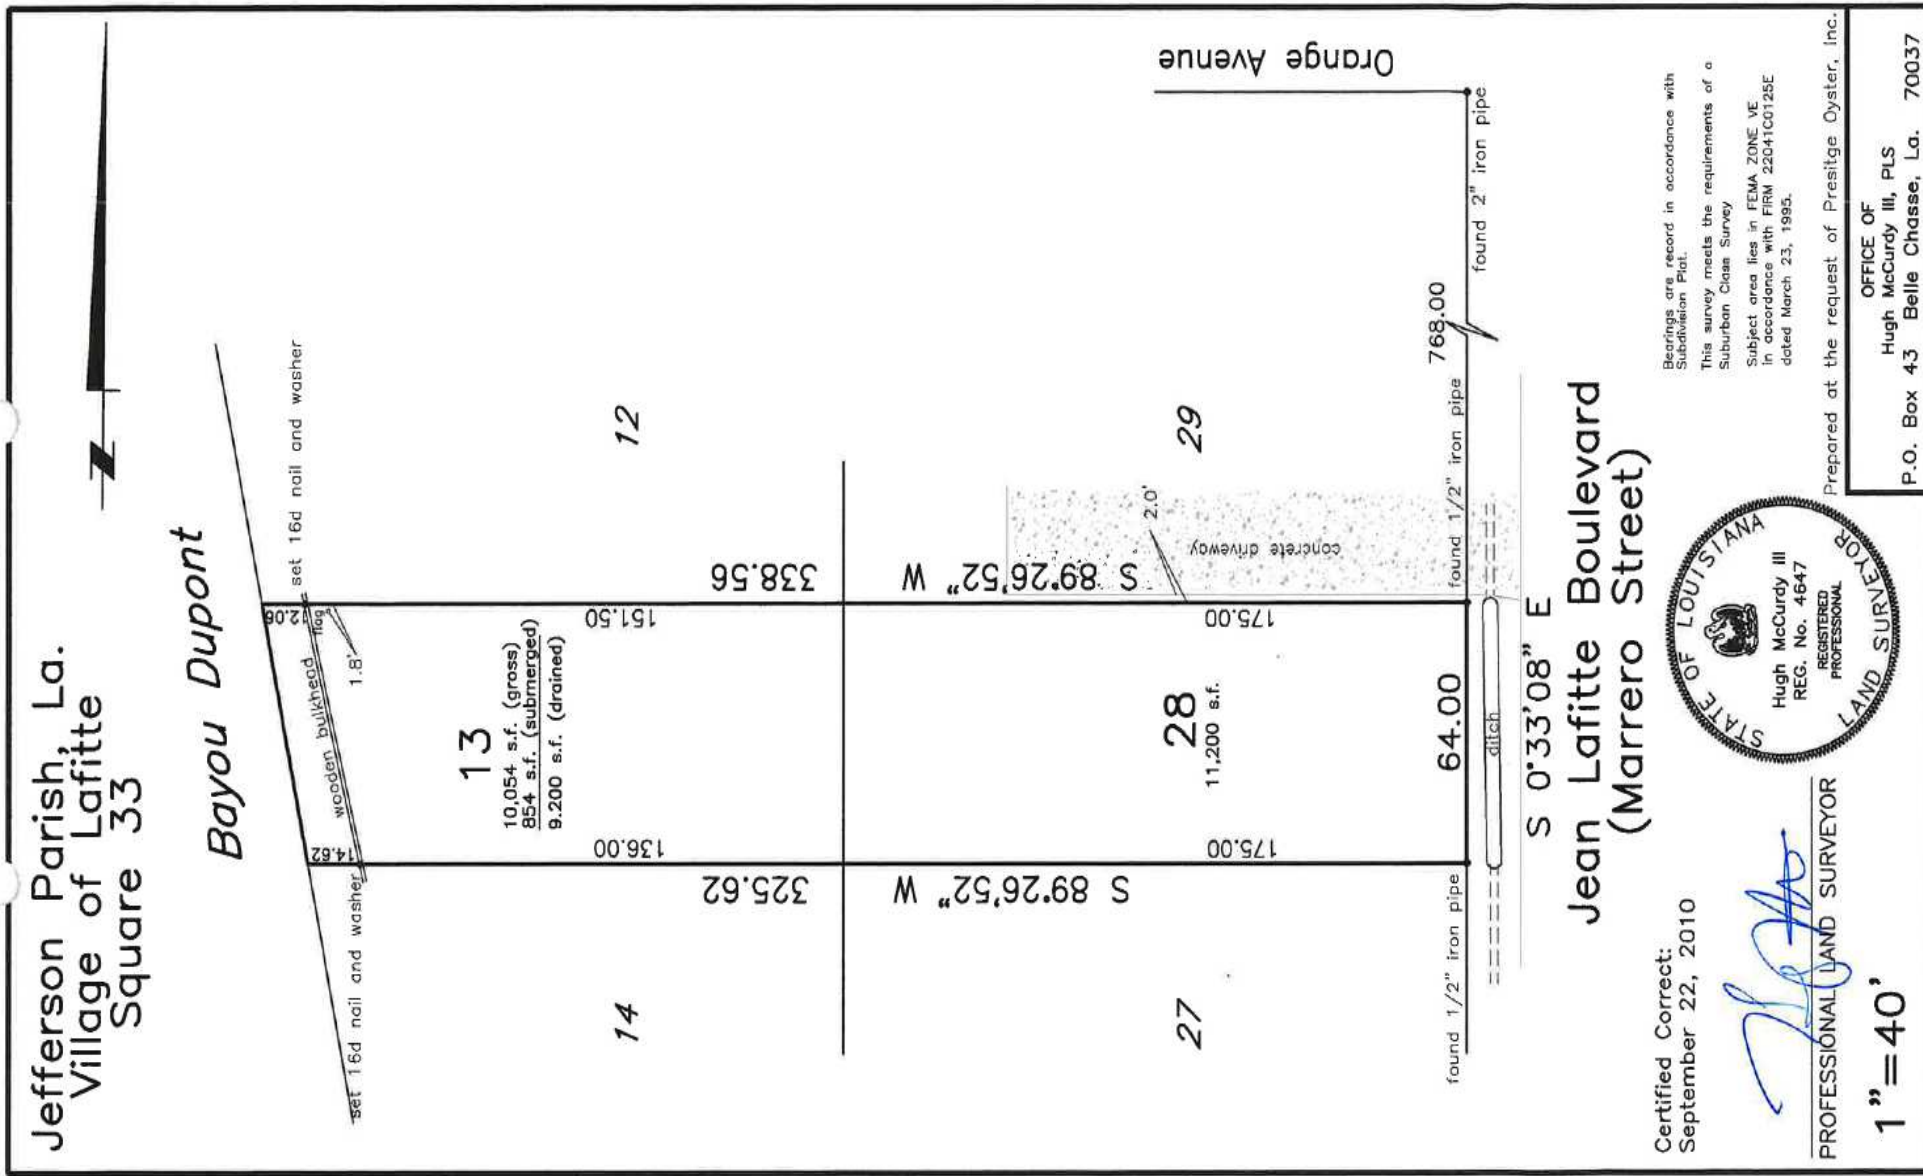 Jefferson Parish, La.
Village of Lafitte
Square 33
N
Bayou Dupont
set 16d nail and washer
set 16d nail and washer
14.62
12.06
wooden bulkhead
flag
1.8'
13
10,054 s.f. (gross)
854 s.f. (submerged)
9.200 s.f. (drained)
136.00
151.50
14
12
325.62
S 89°26'52" W
338.56
S 89°26'52" W
27
28
11,200 s.f.
29
175.00
175.00
concrete driveway
2.0'
Orange Avenue
found 1/2" iron pipe
64.00
found 1/2" iron pipe
768.00
found 2" iron pipe
ditch
S 0°33'08" E
Jean Lafitte Boulevard
(Marrero Street)
Certified Correct:
September 22, 2010
PROFESSIONAL LAND SURVEYOR
1"=40'
STATE OF LOUISIANA
Hugh McCurdy III
REG. No. 4647
REGISTERED
PROFESSIONAL
LAND SURVEYOR
Bearings are record in accordance with
Subdivision Plat.
This survey meets the requirements of a
Suburban Class Survey
Subject area lies in FEMA ZONE VE
in accordance with FIRM 22041C0125E
dated March 23, 1995.
Prepared at the request of Presitge Oyster, Inc.
OFFICE OF
Hugh McCurdy III, PLS
P.O. Box 43 Belle Chasse, La. 70037